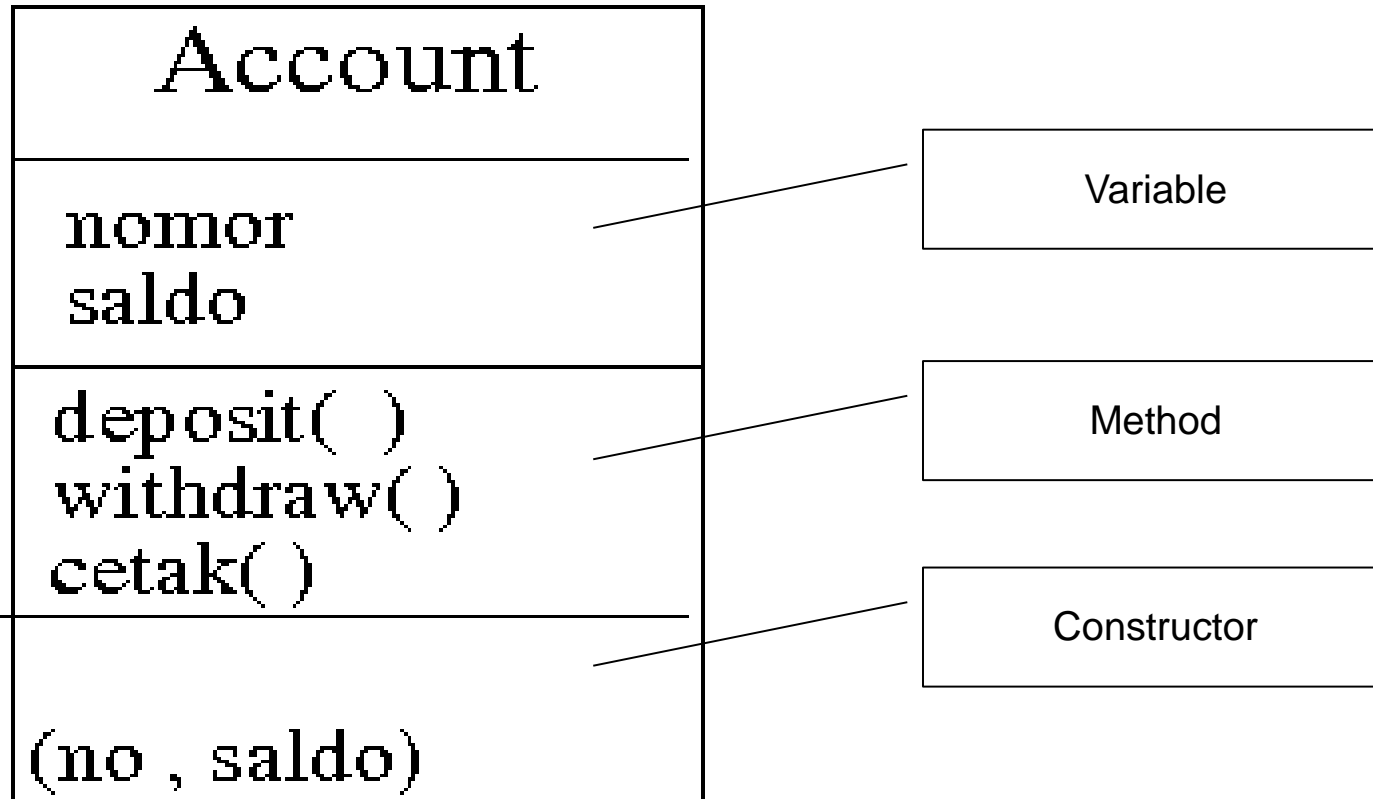 Account
nomor
saldo
deposit( )
withdraw( )
cetak( )
(no , saldo)
Variable
Method
Constructor